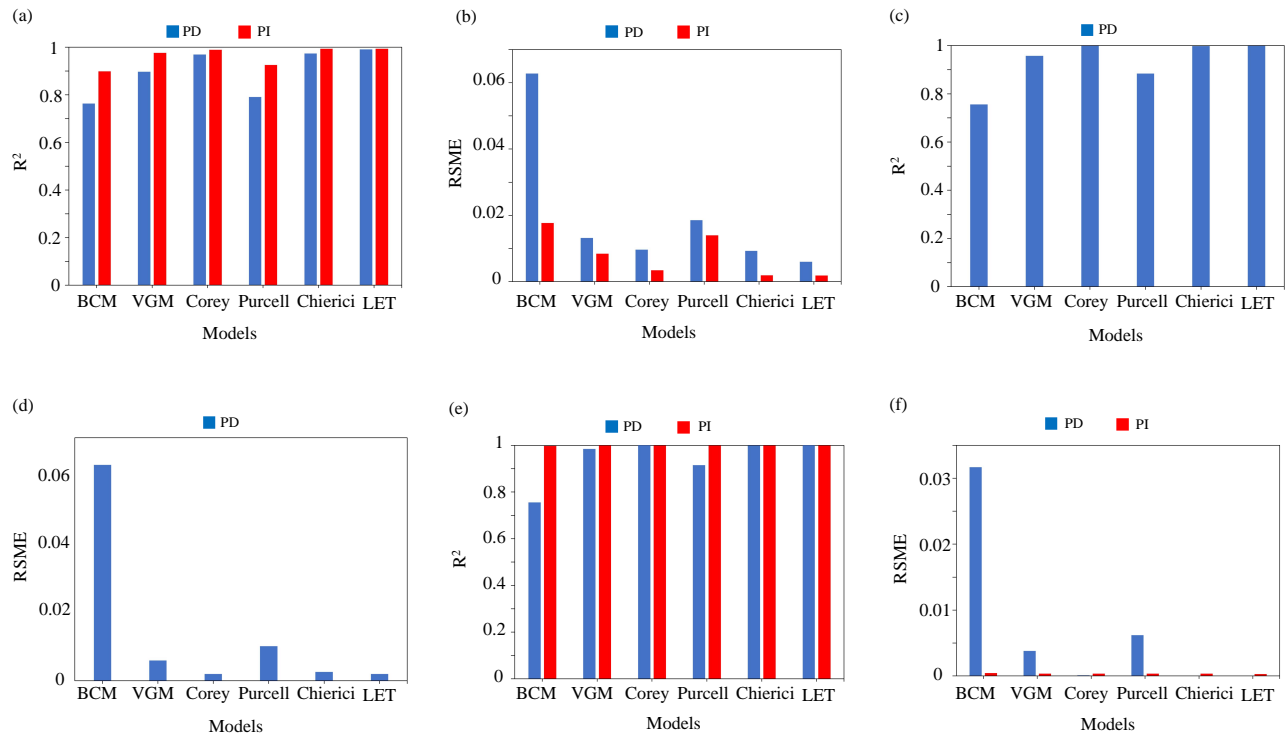 (a)
PD PI
1
0.8
0.6
0.4
0.2
0
R²
BCM VGM Corey Purcell Chierici LET
Models
(b)
PD PI
0.06
0.04
0.02
0
RSME
BCM VGM Corey Purcell Chierici LET
Models
(c)
PD
1
0.8
0.6
0.4
0.2
0
R²
BCM VGM Corey Purcell Chierici LET
Models
(d)
PD
0.06
0.04
0.02
0
RSME
BCM VGM Corey Purcell Chierici LET
Models
(e)
PD PI
1
0.8
0.6
0.4
0.2
0
R²
BCM VGM Corey Purcell Chierici LET
Models
(f)
PD PI
0.03
0.02
0.01
0
RSME
BCM VGM Corey Purcell Chierici LET
Models